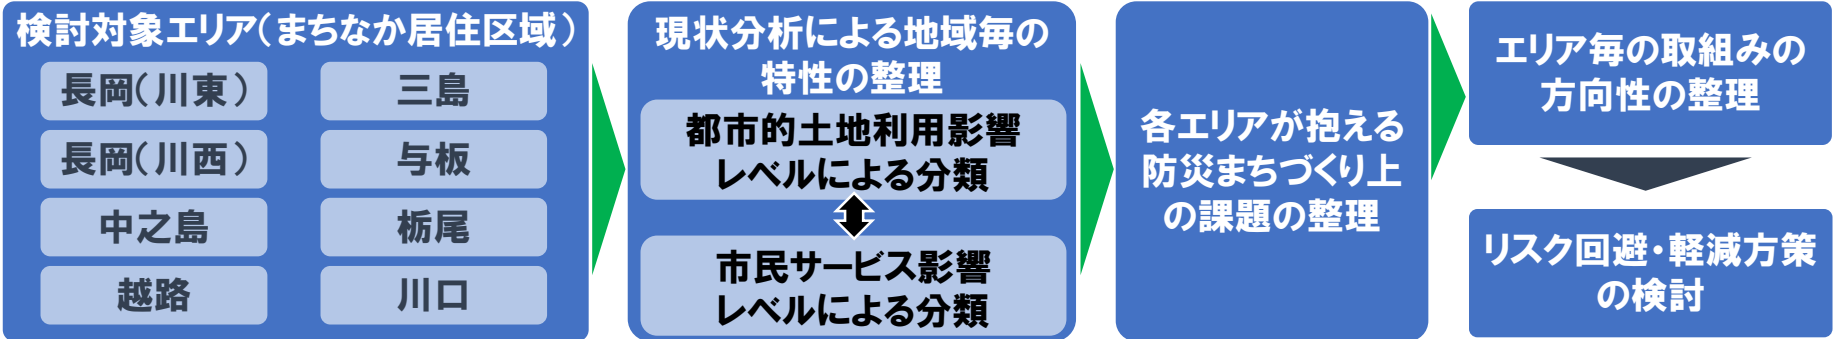 検討対象エリア(まちなか居住区域)
長岡(川東)
三島
長岡(川西)
与板
中之島
栃尾
越路
川口
現状分析による地域毎の
特性の整理
都市的土地利用影響
レベルによる分類
市民サービス影響
レベルによる分類
各エリアが抱える
防災まちづくり上
の課題の整理
エリア毎の取組みの
方向性の整理
リスク回避・軽減方策
の検討